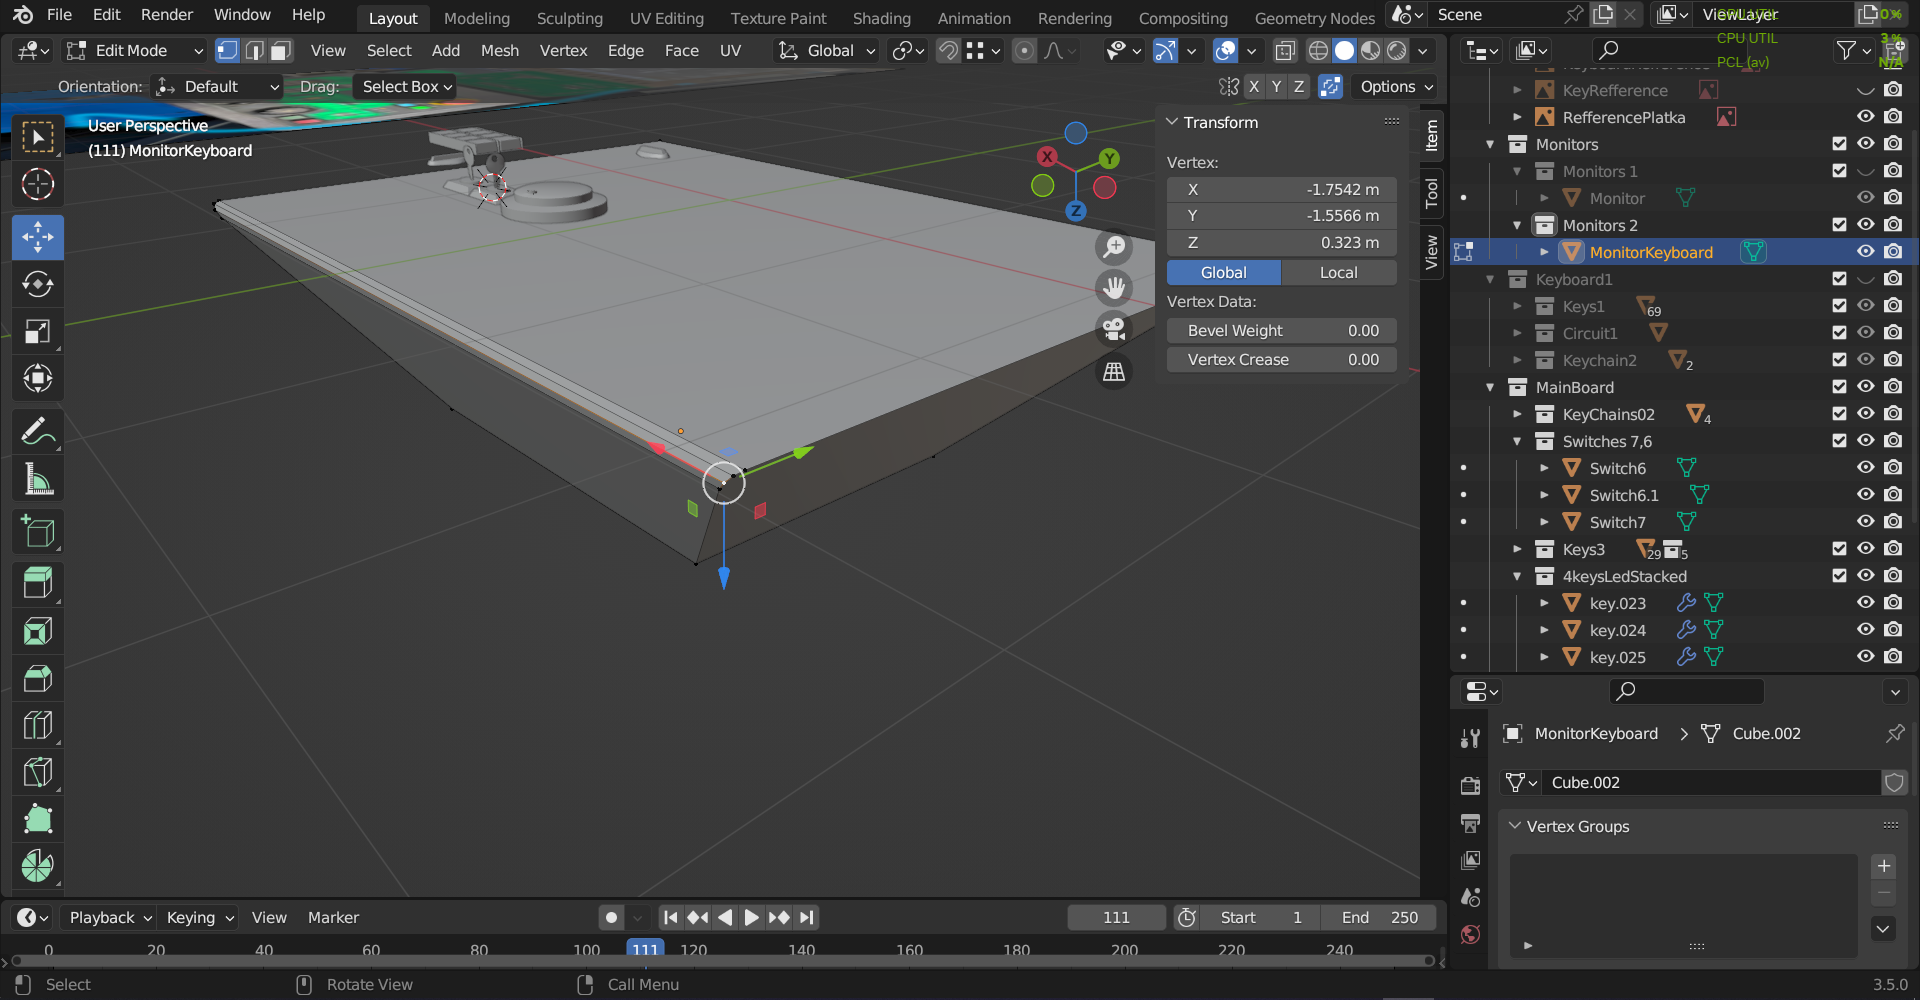 File Edit Render Window Help Layout Modeling Sculpting UV Editing Texture Paint Shading Animation Rendering Compositing Geometry Nodes Scene ViewLayer
0%
CPU UTIL 3%
PCL (av) N/A
Edit Mode View Select Add Mesh Vertex Edge Face UV Global
Orientation: Default Drag: Select Box X Y Z Options
User Perspective
(111) MonitorKeyboard
X Y Z
Transform
Vertex:
X -1.7542 m
Y -1.5566 m
Z 0.323 m
Global Local
Vertex Data:
Bevel Weight 0.00
Vertex Crease 0.00
Item
Tool
View
KeyRefference
RefferencePlatka
Monitors
Monitors 1
Monitor
Monitors 2
MonitorKeyboard
Keyboard1
Keys1 69
Circuit1
Keychain2 2
MainBoard
KeyChains02 4
Switches 7,6
Switch6
Switch6.1
Switch7
Keys3 29 5
4keysLedStacked
key.023
key.024
key.025
MonitorKeyboard > Cube.002
Cube.002
Vertex Groups
Playback Keying View Marker 111 Start 1 End 250
0 20 40 60 80 100 111 120 140 160 180 200 220 240
Select Rotate View Call Menu 3.5.0